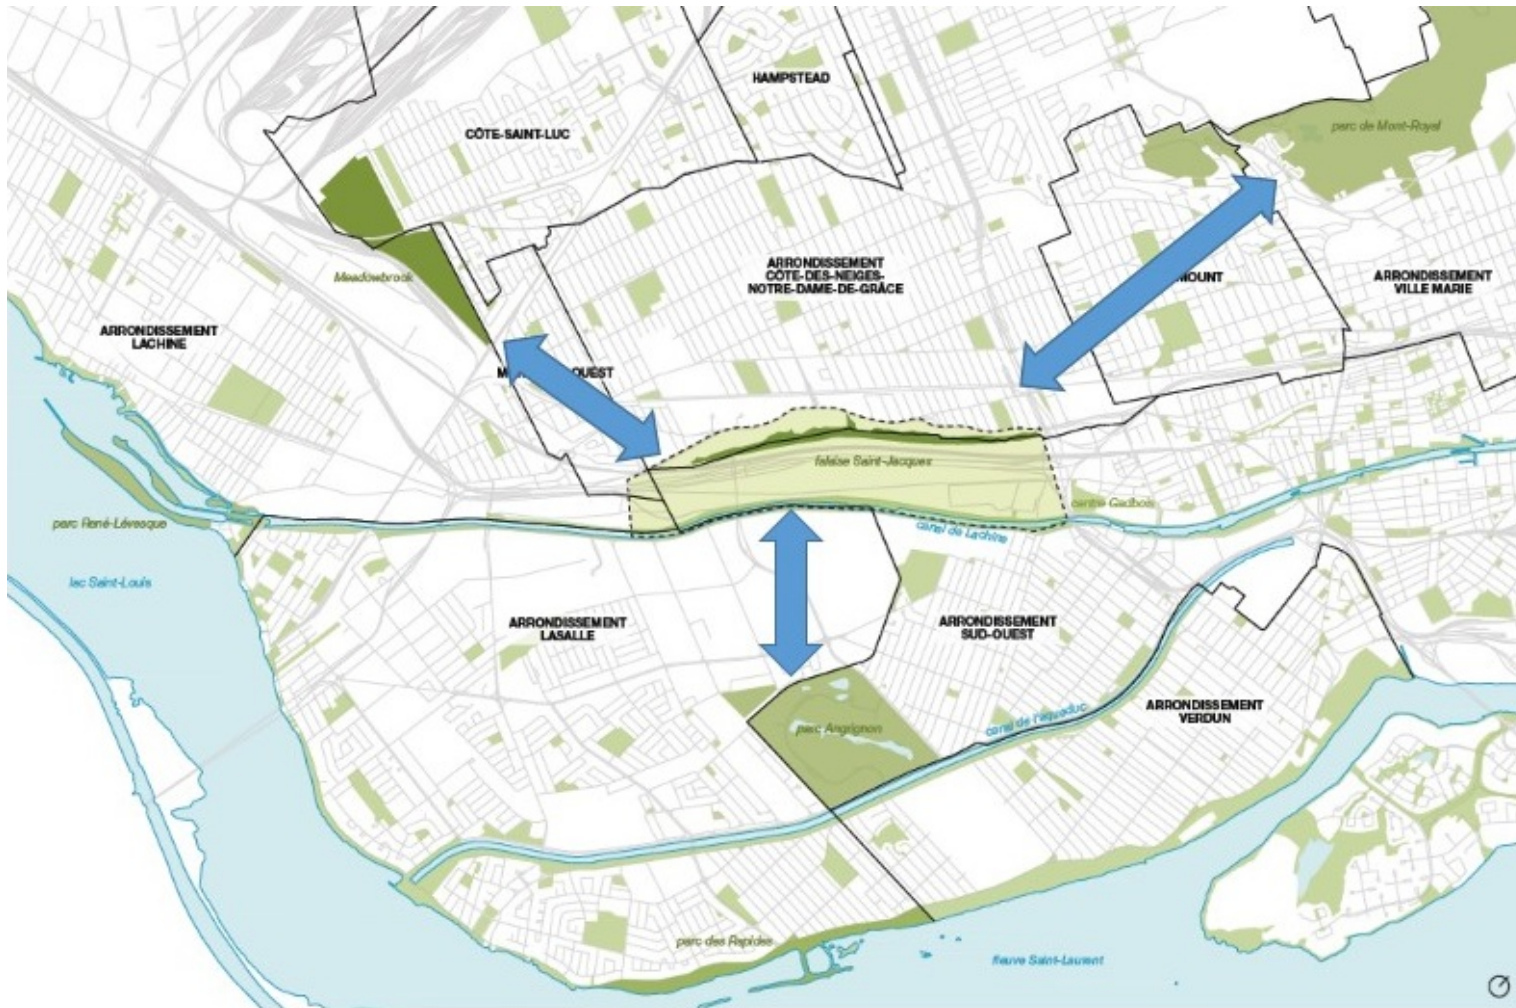 HAMPSTEAD
CÔTE-SAINT-LUC
parc de Mont-Royal
ARRONDISSEMENT
CÔTE-DES-NEIGES-
NOTRE-DAME-DE-GRÂCE
Meadowbrook
MOUNT
ARRONDISSEMENT
VILLE MARIE
ARRONDISSEMENT
LACHINE
M
OUEST
falaise Saint-Jacques
centre Gadbois
parc René-Lévesque
canal de Lachine
lac Saint-Louis
ARRONDISSEMENT
LASALLE
ARRONDISSEMENT
SUD-OUEST
ARRONDISSEMENT
VERDUN
canal de l'aqueduc
parc Angrignon
parc des Rapides
fleuve Saint-Laurent